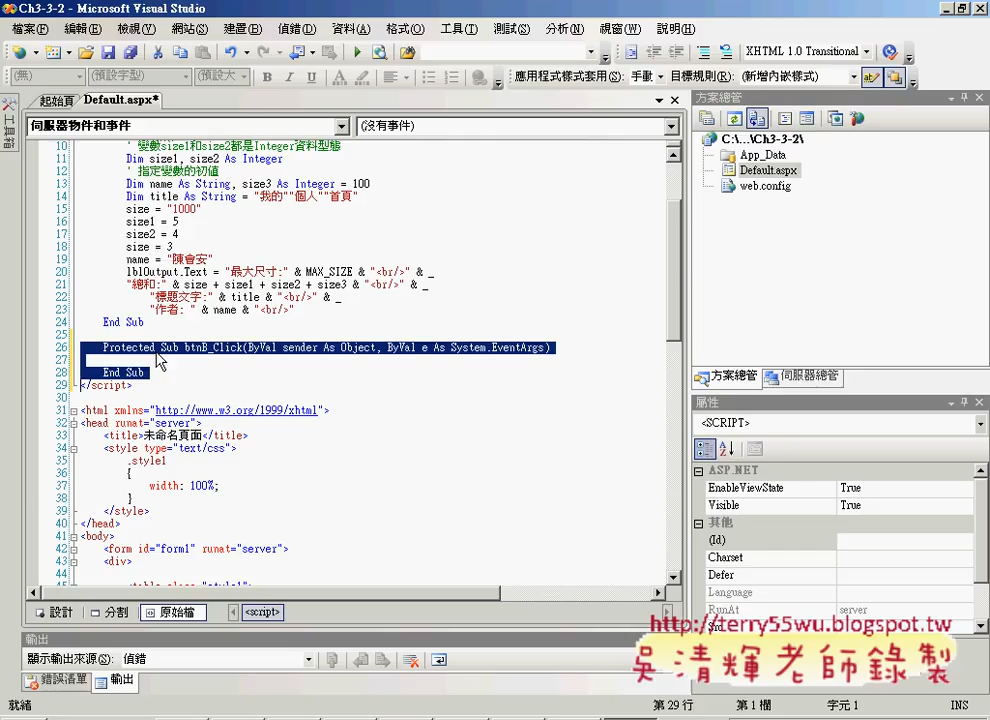 Ch3-3-2 - Microsoft Visual Studio
檔案(F) 編輯(E) 檢視(V) 網站(S) 建置(B) 偵錯(D) 資料(A) 格式(O) 工具(T) 測試(S) 分析(N) 視窗(W) 說明(H)
XHTML 1.0 Transitional
(無) (預設字型) (預設大 B I U A 應用程式樣式套用(S): 手動 目標規則(R): (新增內嵌樣式)
工具箱
起始頁 Default.aspx*
伺服器物件和事件 (沒有事件)
10 ' 變數size1和size2都是Integer資料型態
11 Dim size1, size2 As Integer
12 ' 指定變數的初值
13 Dim name As String, size3 As Integer = 100
14 Dim title As String = "我的""個人""首頁"
15 size = "1000"
16 size1 = 5
17 size2 = 4
18 size = 3
19 name = "陳會安"
20 lblOutput.Text = "最大尺寸:" & MAX_SIZE & "<br/>" & _
21 "總和:" & size + size1 + size2 + size3 & "<br/>" & _
22 "標題文字:" & title & "<br/>" & _
23 "作者: " & name & "<br/>"
24 End Sub
25
26 Protected Sub btnB_Click(ByVal sender As Object, ByVal e As System.EventArgs)
27
28 End Sub
29 </script>
30
31 <html xmlns="http://www.w3.org/1999/xhtml">
32 <head runat="server">
33 <title>未命名頁面</title>
34 <style type="text/css">
35 .style1
36 {
37 width: 100%;
38 }
39 </style>
40 </head>
41 <body>
42 <form id="form1" runat="server">
43 <div>
44
設計 分割 原始檔 <script>
輸出
顯示輸出來源(S): 偵錯
錯誤清單 輸出
就緒 第 29 行 第 1 欄 字元 1 INS
方案總管
C:\...\Ch3-3-2\
App_Data
Default.aspx
web.config
方案總管 伺服器總管
屬性
<SCRIPT>
ASP.NET
EnableViewState True
Visible True
其他
(Id)
Charset
Defer
Language
RunAt server
Src
http://terry55wu.blogspot.tw
吳清輝老師錄製